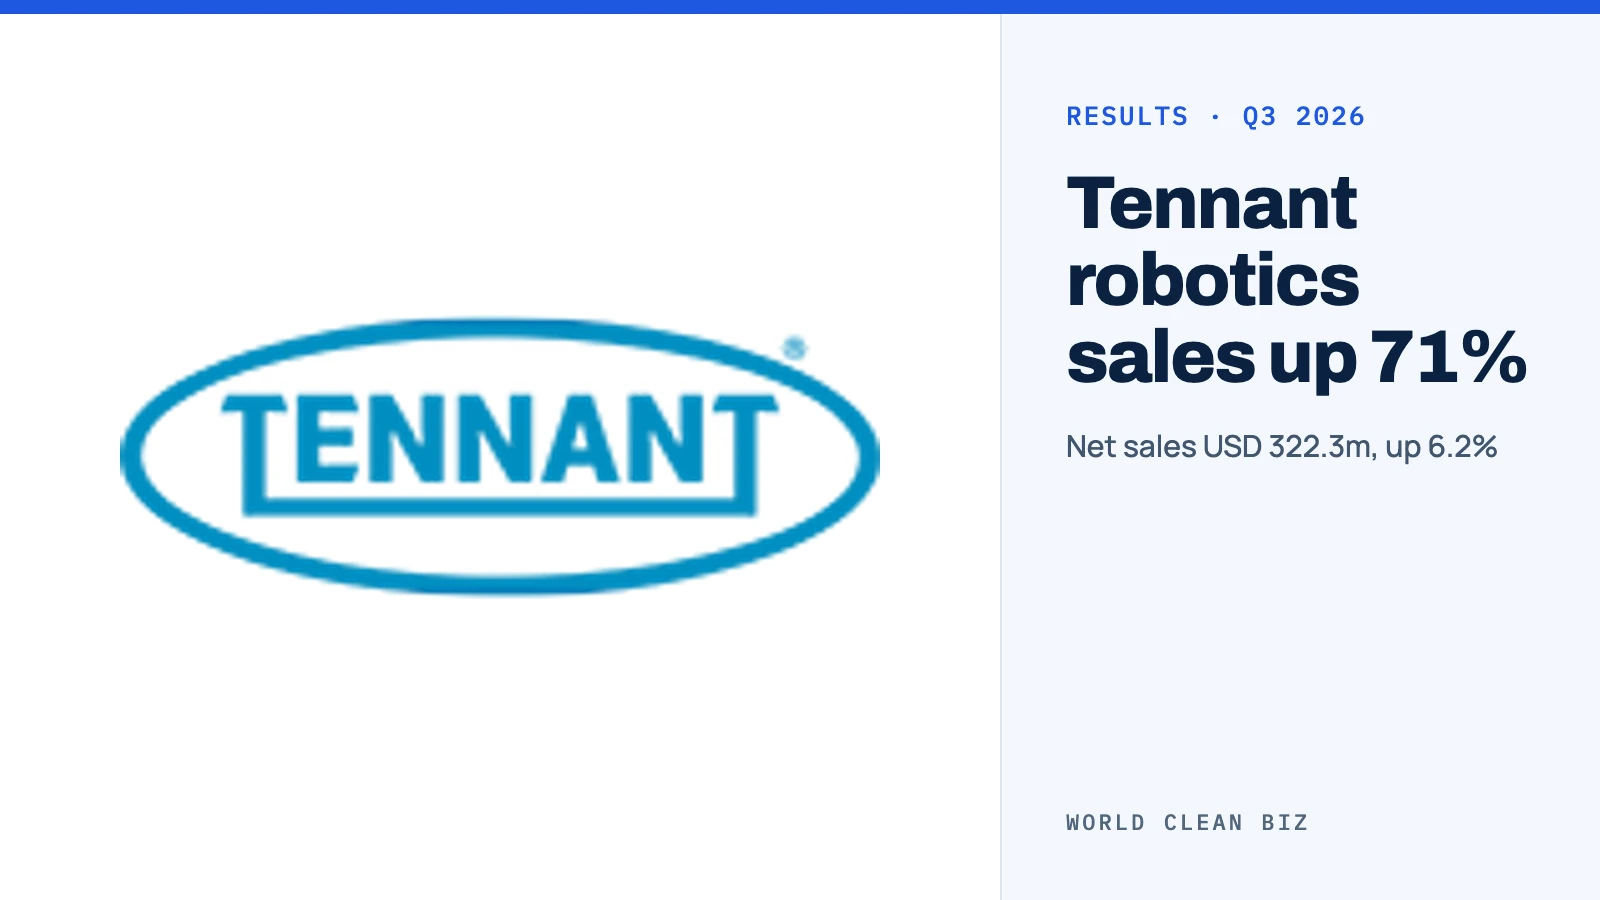 TENNANT
®
RESULTS · Q3 2026
Tennant
robotics
sales up 71%
Net sales USD 322.3m, up 6.2%
WORLD CLEAN BIZ